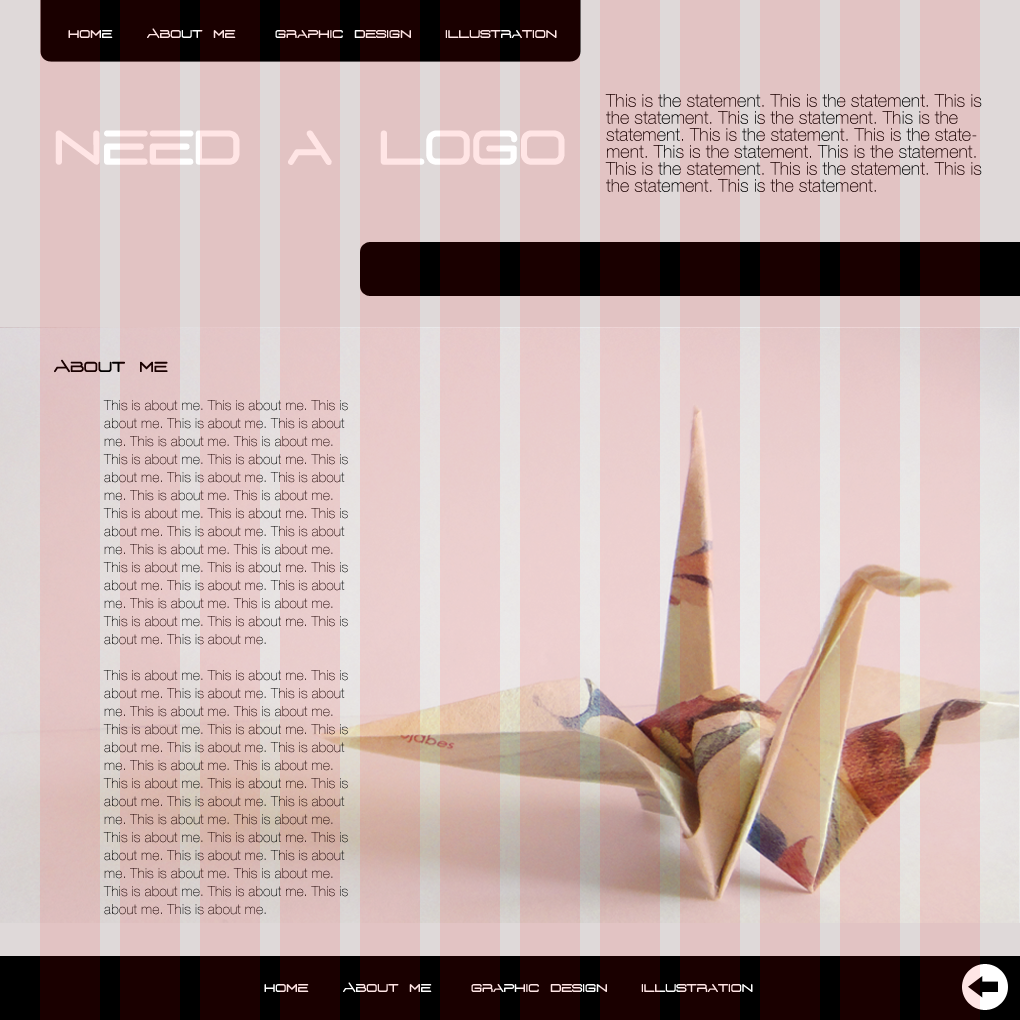 HOME ABOUT ME GRAPHIC DESIGN ILLUSTRATION
NEED A LOGO
This is the statement. This is the statement. This is
the statement. This is the statement. This is the
statement. This is the statement. This is the state-
ment. This is the statement. This is the statement.
This is the statement. This is the statement. This is
the statement. This is the statement.
ABOUT ME
This is about me. This is about me. This is
about me. This is about me. This is about
me. This is about me. This is about me.
This is about me. This is about me. This is
about me. This is about me. This is about
me. This is about me. This is about me.
This is about me. This is about me. This is
about me. This is about me. This is about
me. This is about me. This is about me.
This is about me. This is about me. This is
about me. This is about me. This is about
me. This is about me. This is about me.
This is about me. This is about me. This is
about me. This is about me.
This is about me. This is about me. This is
about me. This is about me. This is about
me. This is about me. This is about me.
This is about me. This is about me. This is
about me. This is about me. This is about
me. This is about me. This is about me.
This is about me. This is about me. This is
about me. This is about me. This is about
me. This is about me. This is about me.
This is about me. This is about me. This is
about me. This is about me. This is about
me. This is about me. This is about me.
This is about me. This is about me. This is
about me. This is about me.
HOME ABOUT ME GRAPHIC DESIGN ILLUSTRATION